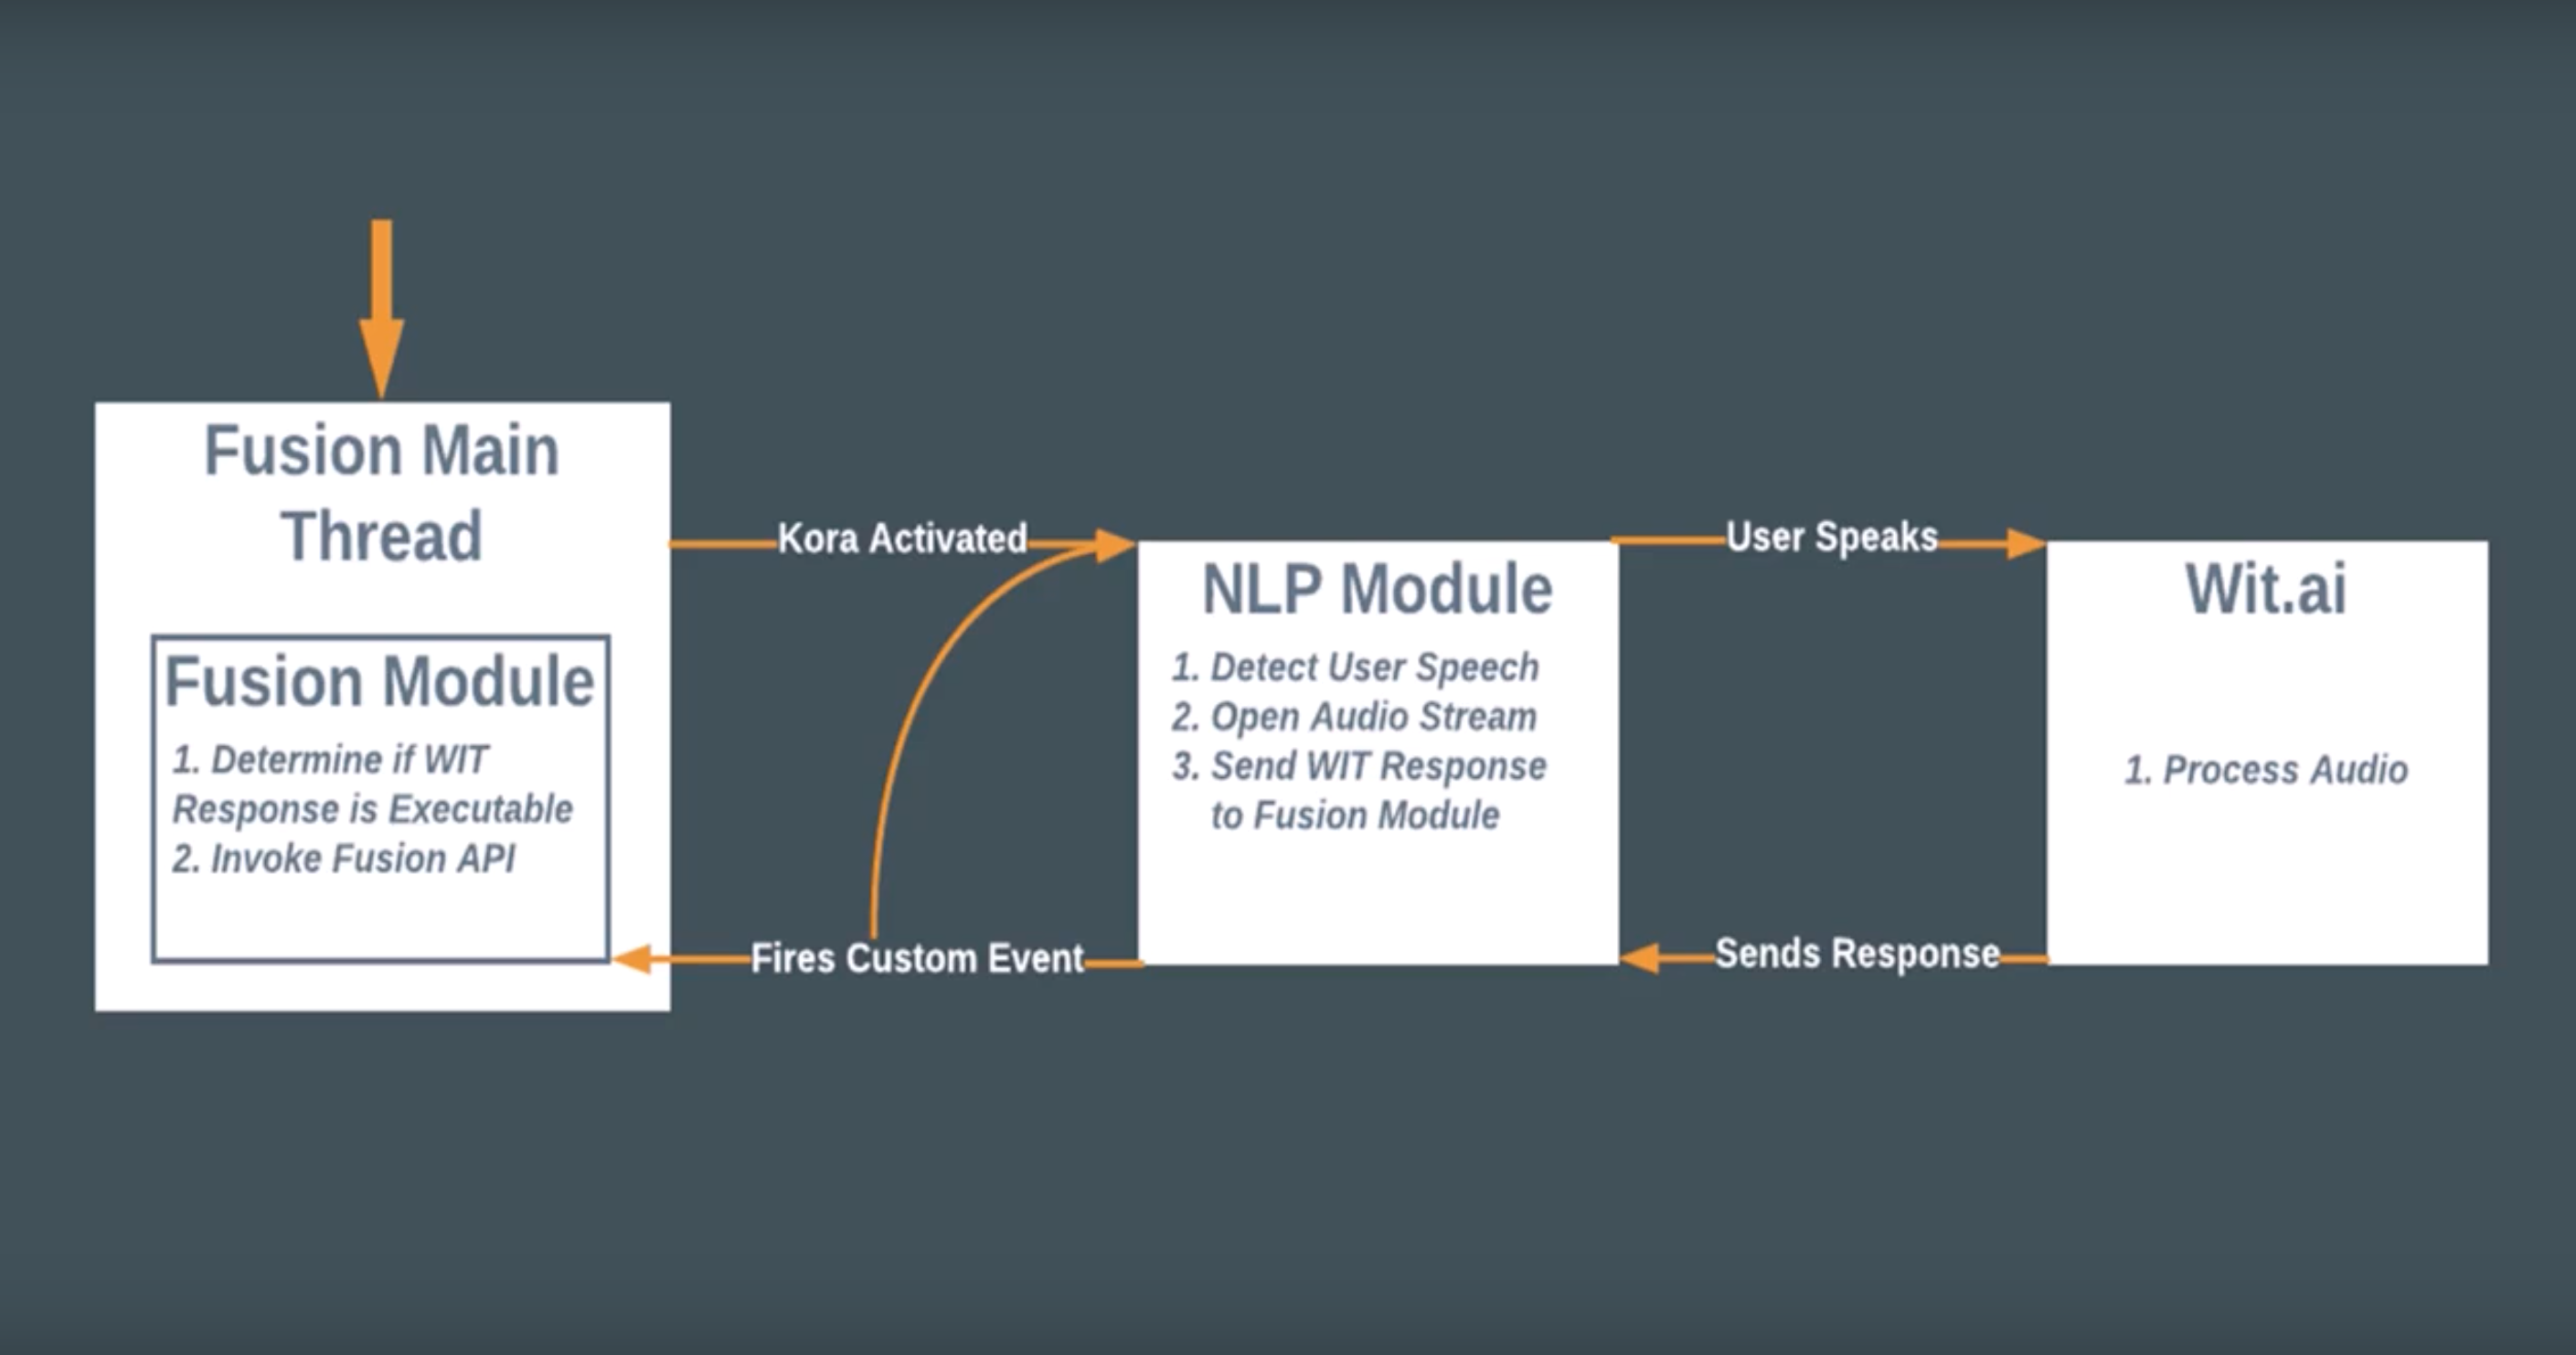 Fusion Main
Thread
Fusion Module
1. Determine if WIT
Response is Executable
2. Invoke Fusion API
Kora Activated
Fires Custom Event
NLP Module
1. Detect User Speech
2. Open Audio Stream
3. Send WIT Response
to Fusion Module
User Speaks
Sends Response
Wit.ai
1. Process Audio